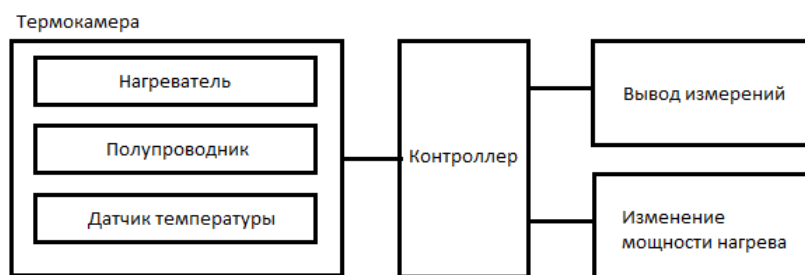 Термокамера
Нагреватель
Полупроводник
Датчик температуры
Контроллер
Вывод измерений
Изменение
мощности нагрева